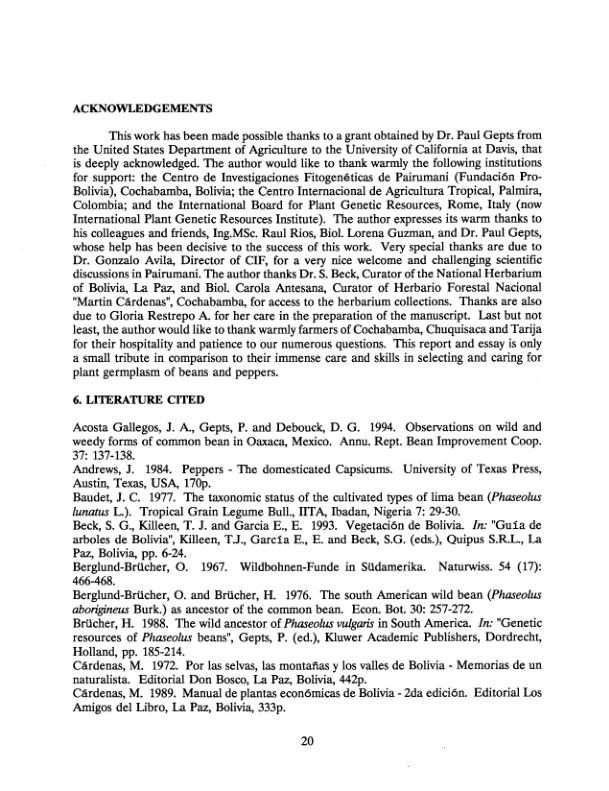 ACKNOWLEDGEMENTS
This work has been made possible thanks to a grant obtained by Dr. Paul Gepts from
the United States Department of Agriculture to the University of California at Davis, that
is deeply acknowledged. The author would like to thank warmly the following institutions
for support: the Centro de Investigaciones Fitogenéticas de Pairumani (Fundación Pro-
Bolivia), Cochabamba, Bolivia; the Centro Internacional de Agricultura Tropical, Palmira,
Colombia; and the International Board for Plant Genetic Resources, Rome, Italy (now
International Plant Genetic Resources Institute). The author expresses its warm thanks to
his colleagues and friends, Ing.MSc. Raul Rios, Biol. Lorena Guzman, and Dr. Paul Gepts,
whose help has been decisive to the success of this work. Very special thanks are due to
Dr. Gonzalo Avila, Director of CIF, for a very nice welcome and challenging scientific
discussions in Pairumani. The author thanks Dr. S. Beck, Curator of the National Herbarium
of Bolivia, La Paz, and Biol. Carola Antesana, Curator of Herbario Forestal Nacional
"Martin Cárdenas", Cochabamba, for access to the herbarium collections. Thanks are also
due to Gloria Restrepo A. for her care in the preparation of the manuscript. Last but not
least, the author would like to thank warmly farmers of Cochabamba, Chuquisaca and Tarija
for their hospitality and patience to our numerous questions. This report and essay is only
a small tribute in comparison to their immense care and skills in selecting and caring for
plant germplasm of beans and peppers.
6. LITERATURE CITED
Acosta Gallegos, J. A., Gepts, P. and Debouck, D. G. 1994. Observations on wild and
weedy forms of common bean in Oaxaca, Mexico. Annu. Rept. Bean Improvement Coop.
37: 137-138.
Andrews, J. 1984. Peppers - The domesticated Capsicums. University of Texas Press,
Austin, Texas, USA, 170p.
Baudet, J. C. 1977. The taxonomic status of the cultivated types of lima bean (Phaseolus
lunatus L.). Tropical Grain Legume Bull., IITA, Ibadan, Nigeria 7: 29-30.
Beck, S. G., Killeen, T. J. and Garcia E., E. 1993. Vegetación de Bolivia. In: "Guía de
arboles de Bolivia", Killeen, T.J., García E., E. and Beck, S.G. (eds.), Quipus S.R.L., La
Paz, Bolivia, pp. 6-24.
Berglund-Brücher, O. 1967. Wildbohnen-Funde in Südamerika. Naturwiss. 54 (17):
466-468.
Berglund-Brücher, O. and Brücher, H. 1976. The south American wild bean (Phaseolus
aborigineus Burk.) as ancestor of the common bean. Econ. Bot. 30: 257-272.
Brücher, H. 1988. The wild ancestor of Phaseolus vulgaris in South America. In: "Genetic
resources of Phaseolus beans", Gepts, P. (ed.), Kluwer Academic Publishers, Dordrecht,
Holland, pp. 185-214.
Cárdenas, M. 1972. Por las selvas, las montañas y los valles de Bolivia - Memorias de un
naturalista. Editorial Don Bosco, La Paz, Bolivia, 442p.
Cárdenas, M. 1989. Manual de plantas económicas de Bolivia - 2da edición. Editorial Los
Amigos del Libro, La Paz, Bolivia, 333p.
20